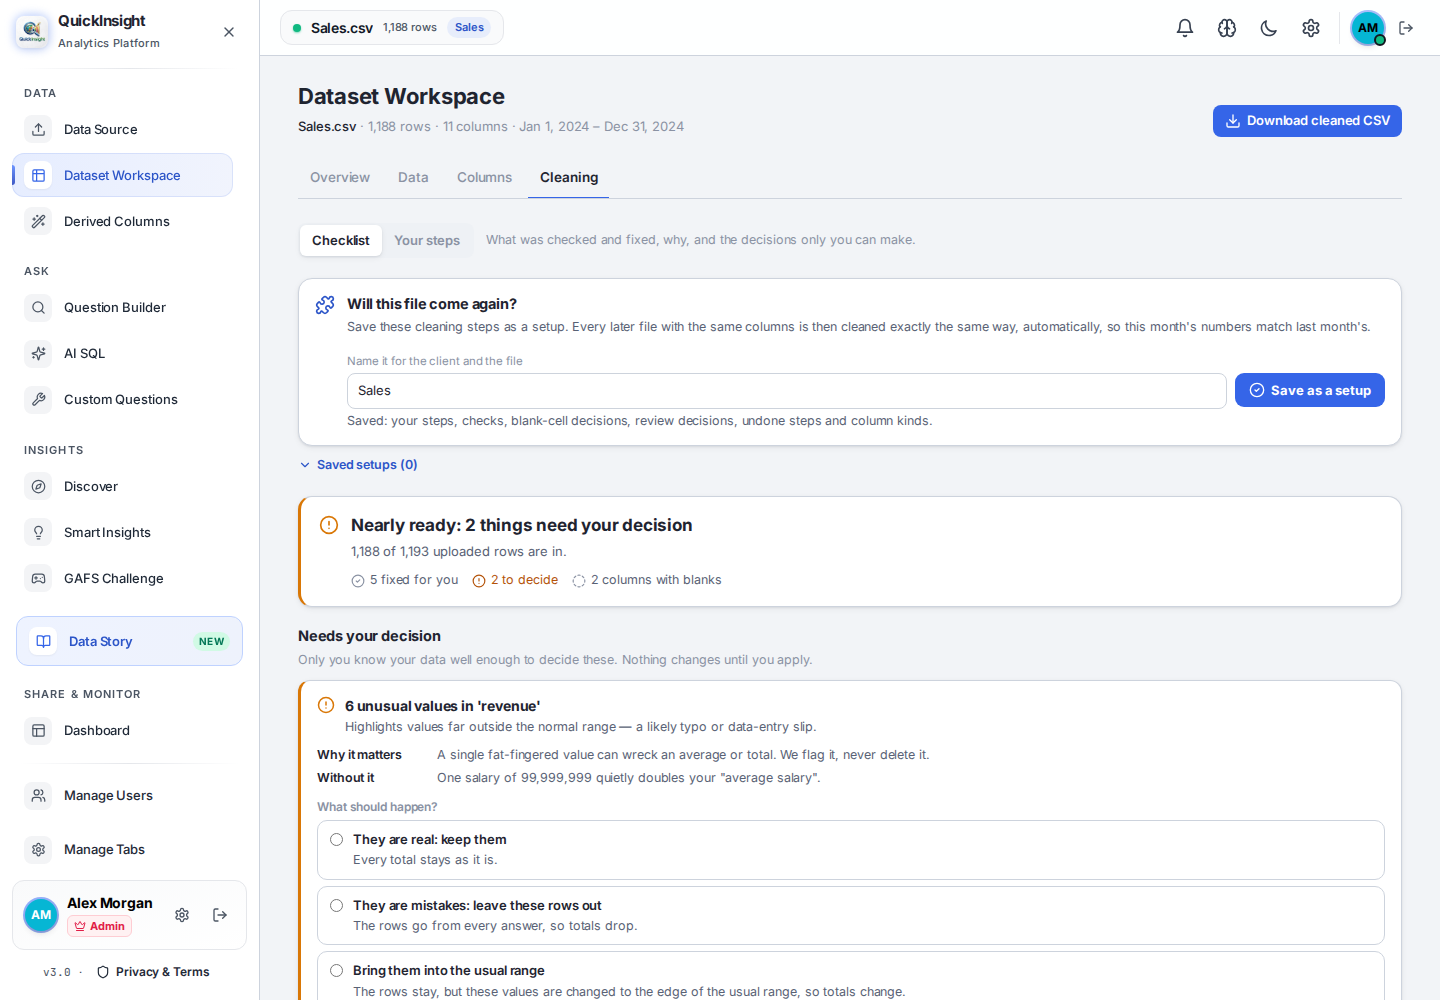 QuickInsight
Analytics Platform
DATA
Data Source
Dataset Workspace
Derived Columns
ASK
Question Builder
AI SQL
Custom Questions
INSIGHTS
Discover
Smart Insights
GAFS Challenge
Data Story NEW
SHARE & MONITOR
Dashboard
Manage Users
Manage Tabs
AM Alex Morgan
Admin
v3.0 · Privacy & Terms
Sales.csv 1,188 rows Sales
AM
Dataset Workspace
Sales.csv · 1,188 rows · 11 columns · Jan 1, 2024 – Dec 31, 2024
Download cleaned CSV
Overview Data Columns Cleaning
Checklist Your steps What was checked and fixed, why, and the decisions only you can make.
Will this file come again?
Save these cleaning steps as a setup. Every later file with the same columns is then cleaned exactly the same way, automatically, so this month's numbers match last month's.
Name it for the client and the file
Sales
Save as a setup
Saved: your steps, checks, blank-cell decisions, review decisions, undone steps and column kinds.
Saved setups (0)
Nearly ready: 2 things need your decision
1,188 of 1,193 uploaded rows are in.
5 fixed for you 2 to decide 2 columns with blanks
Needs your decision
Only you know your data well enough to decide these. Nothing changes until you apply.
6 unusual values in 'revenue'
Highlights values far outside the normal range — a likely typo or data-entry slip.
Why it matters A single fat-fingered value can wreck an average or total. We flag it, never delete it.
Without it One salary of 99,999,999 quietly doubles your "average salary".
What should happen?
They are real: keep them
Every total stays as it is.
They are mistakes: leave these rows out
The rows go from every answer, so totals drop.
Bring them into the usual range
The rows stay, but these values are changed to the edge of the usual range, so totals change.